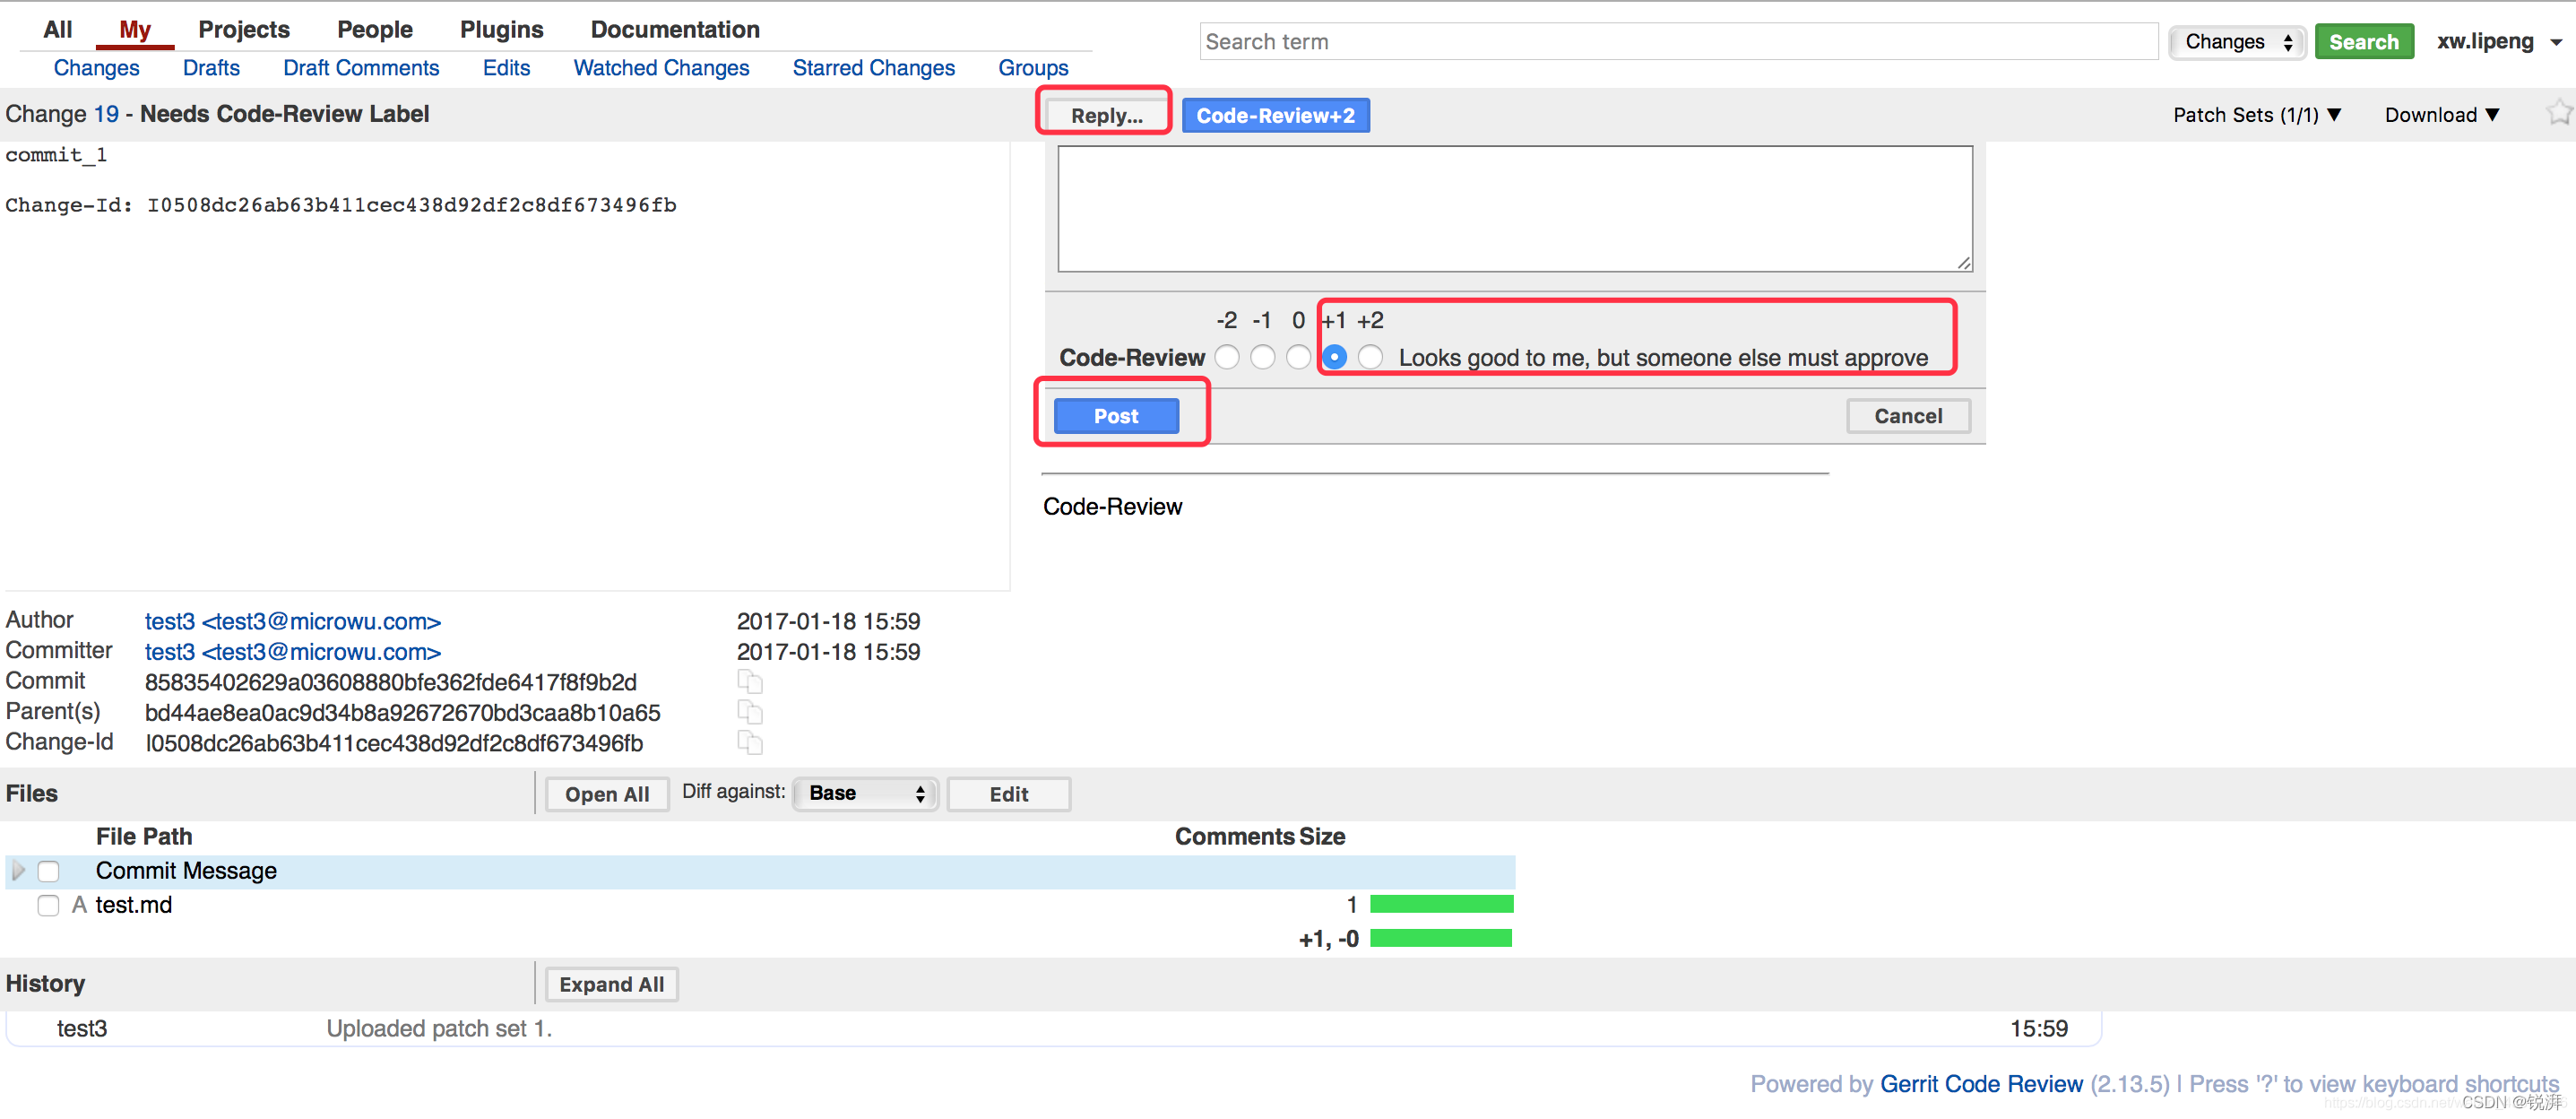 All My Projects People Plugins Documentation
Search term Changes Search xw.lipeng
Changes Drafts Draft Comments Edits Watched Changes Starred Changes Groups
Change 19 - Needs Code-Review Label
Reply... Code-Review+2 Patch Sets (1/1) ▼ Download ▼
commit_1
Change-Id: I0508dc26ab63b411cec438d92df2c8df673496fb
-2 -1 0 +1 +2
Code-Review Looks good to me, but someone else must approve
Post Cancel
Code-Review
Author test3 <test3@microwu.com> 2017-01-18 15:59
Committer test3 <test3@microwu.com> 2017-01-18 15:59
Commit 85835402629a03608880bfe362fde6417f8f9b2d
Parent(s) bd44ae8ea0ac9d34b8a92672670bd3caa8b10a65
Change-Id I0508dc26ab63b411cec438d92df2c8df673496fb
Files Open All Diff against: Base Edit
File Path Comments Size
Commit Message
A test.md 1
+1, -0
History Expand All
test3 Uploaded patch set 1. 15:59
Powered by Gerrit Code Review (2.13.5) | Press '?' to view keyboard shortcuts
CSDN @锐湃